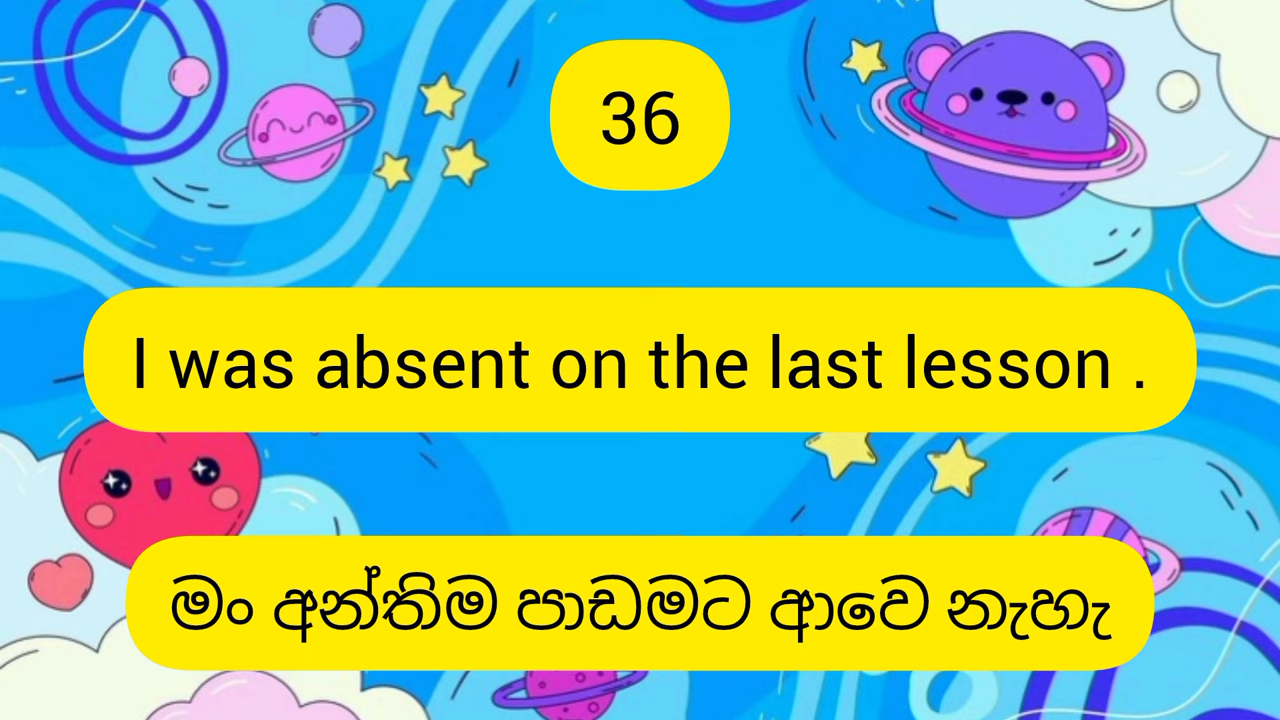 36
I was absent on the last lesson .
මං අන්තිම පාඩමට ආවෙ නැහැ